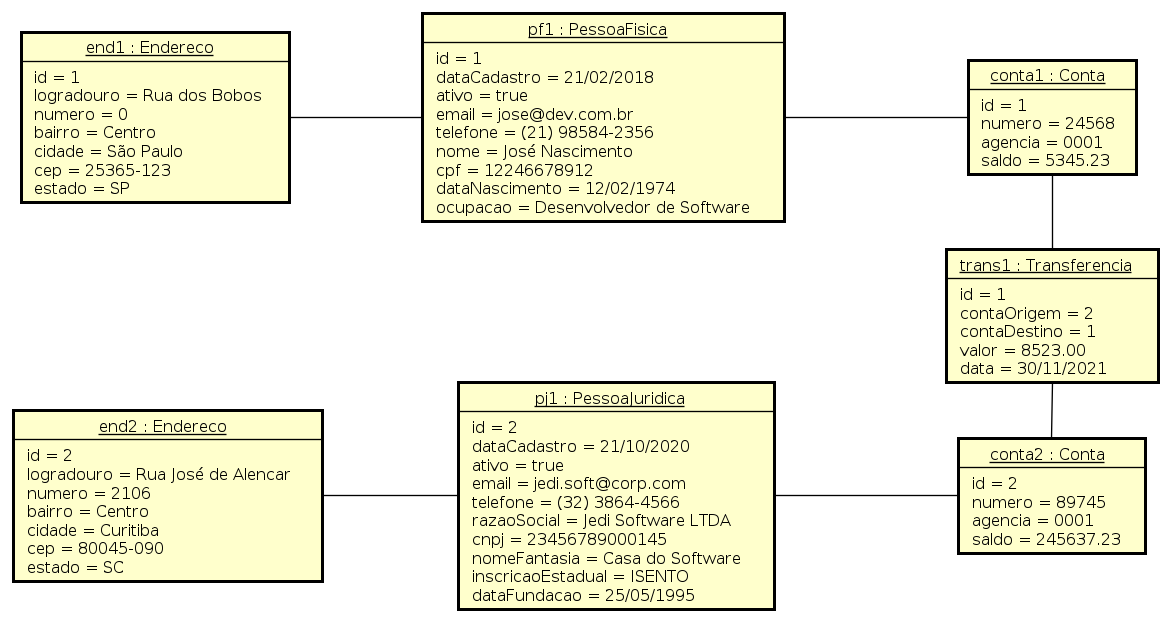 end1 : Endereco
id = 1
logradouro = Rua dos Bobos
numero = 0
bairro = Centro
cidade = São Paulo
cep = 25365-123
estado = SP
pf1 : PessoaFisica
id = 1
dataCadastro = 21/02/2018
ativo = true
email = jose@dev.com.br
telefone = (21) 98584-2356
nome = José Nascimento
cpf = 12246678912
dataNascimento = 12/02/1974
ocupacao = Desenvolvedor de Software
conta1 : Conta
id = 1
numero = 24568
agencia = 0001
saldo = 5345.23
trans1 : Transferencia
id = 1
contaOrigem = 2
contaDestino = 1
valor = 8523.00
data = 30/11/2021
end2 : Endereco
id = 2
logradouro = Rua José de Alencar
numero = 2106
bairro = Centro
cidade = Curitiba
cep = 80045-090
estado = SC
pj1 : PessoaJuridica
id = 2
dataCadastro = 21/10/2020
ativo = true
email = jedi.soft@corp.com
telefone = (32) 3864-4566
razaoSocial = Jedi Software LTDA
cnpj = 23456789000145
nomeFantasia = Casa do Software
inscricaoEstadual = ISENTO
dataFundacao = 25/05/1995
conta2 : Conta
id = 2
numero = 89745
agencia = 0001
saldo = 245637.23